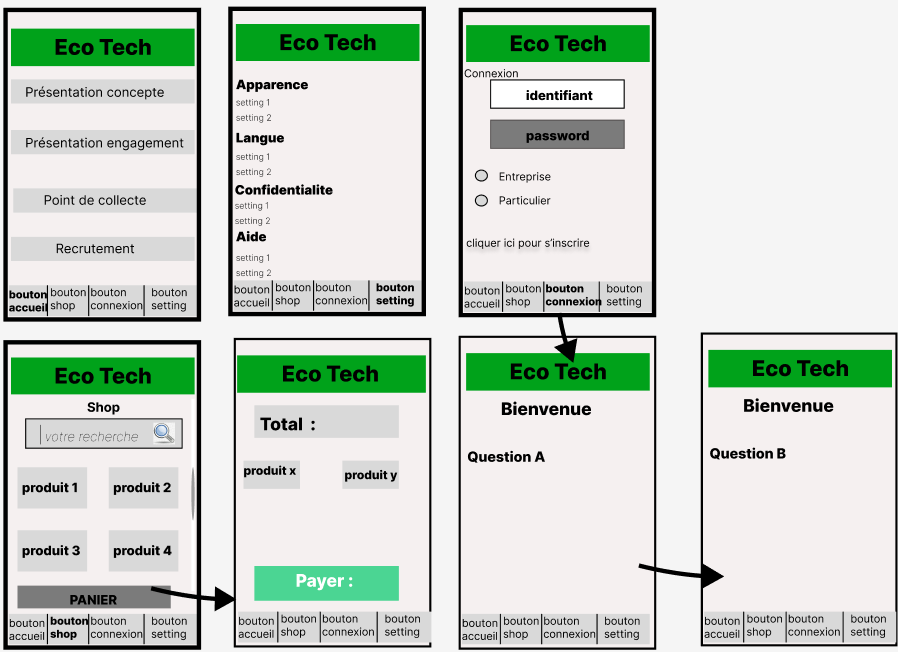 Eco Tech
Présentation concepte
Présentation engagement
Point de collecte
Recrutement
bouton accueil
bouton shop
bouton connexion
bouton setting
Eco Tech
Apparence
setting 1
setting 2
Langue
setting 1
setting 2
Confidentialite
setting 1
setting 2
Aide
setting 1
setting 2
bouton accueil
bouton shop
bouton connexion
bouton setting
Eco Tech
Connexion
identifiant
password
Entreprise
Particulier
cliquer ici pour s'inscrire
bouton accueil
bouton shop
bouton connexion
bouton setting
Eco Tech
Shop
votre recherche
produit 1
produit 2
produit 3
produit 4
PANIER
bouton accueil
bouton shop
bouton connexion
bouton setting
Eco Tech
Total :
produit x
produit y
Payer :
bouton accueil
bouton shop
bouton connexion
bouton setting
Eco Tech
Bienvenue
Question A
bouton accueil
bouton shop
bouton connexion
bouton setting
Eco Tech
Bienvenue
Question B
bouton accueil
bouton shop
bouton connexion
bouton setting